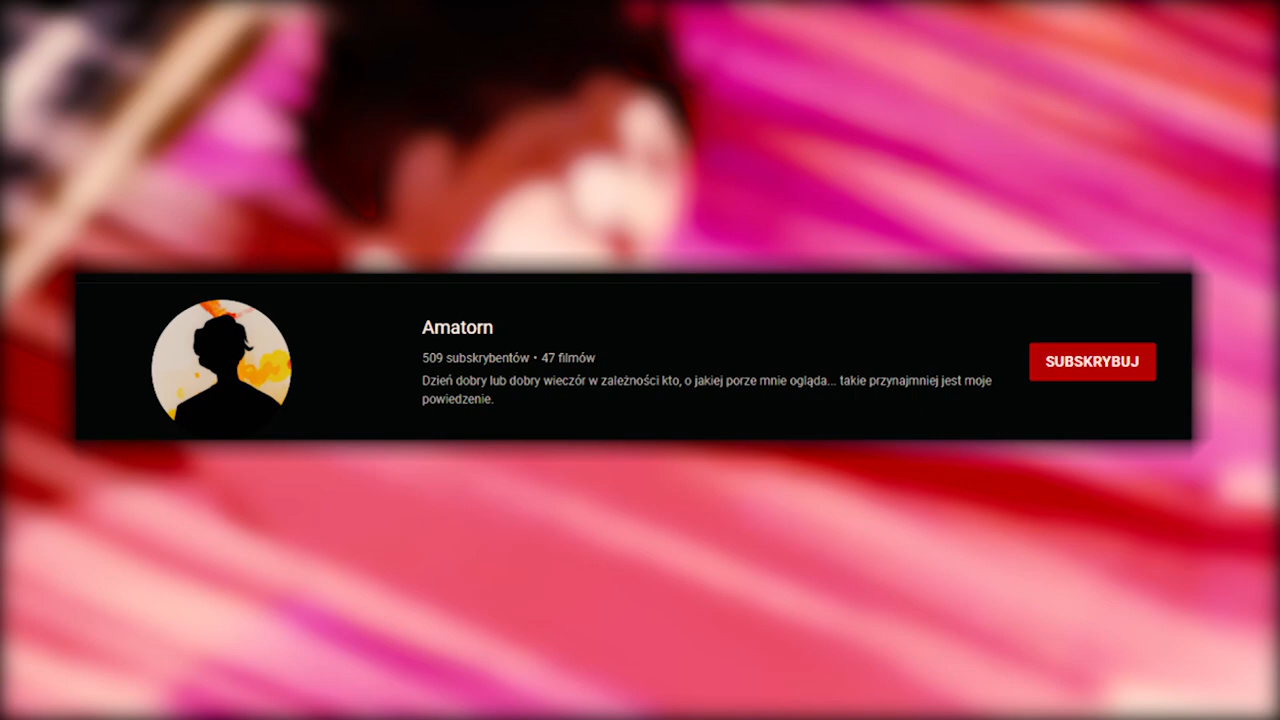 Amatorn
509 subskrybentów • 47 filmów
Dzień dobry lub dobry wieczór w zależności kto, o jakiej porze mnie ogląda... takie przynajmniej jest moje
powiedzenie.
SUBSKRYBUJ